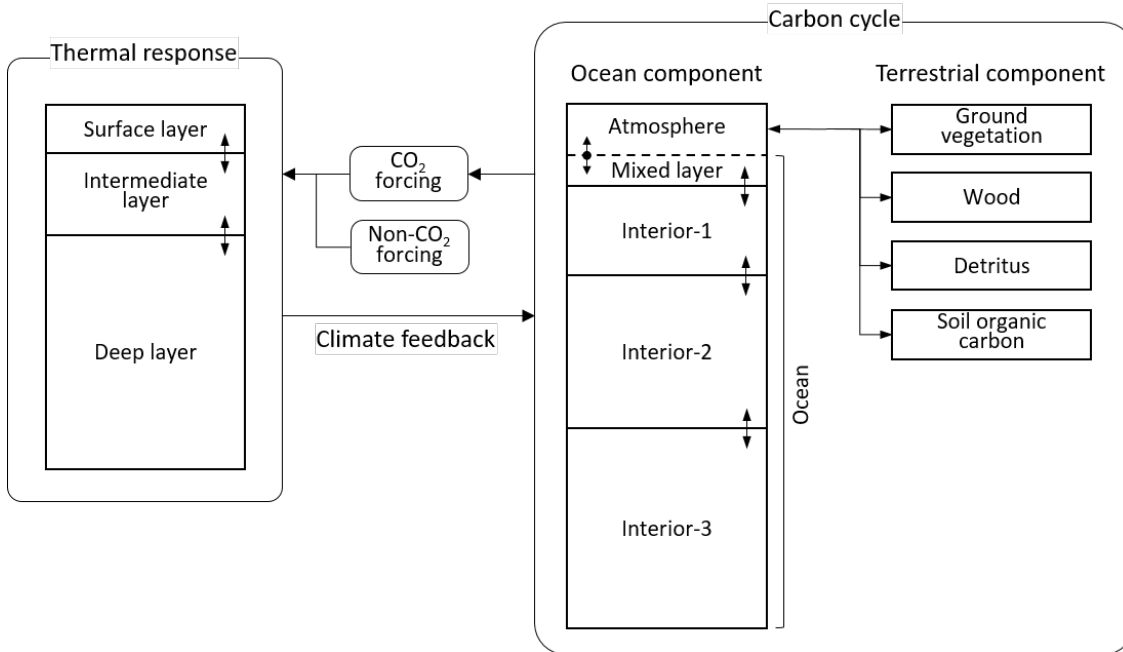 Thermal response
Surface layer
Intermediate
layer
Deep layer
CO₂
forcing
Non-CO₂
forcing
Climate feedback
Carbon cycle
Ocean component
Atmosphere
Mixed layer
Interior-1
Interior-2
Interior-3
Ocean
Terrestrial component
Ground
vegetation
Wood
Detritus
Soil organic
carbon